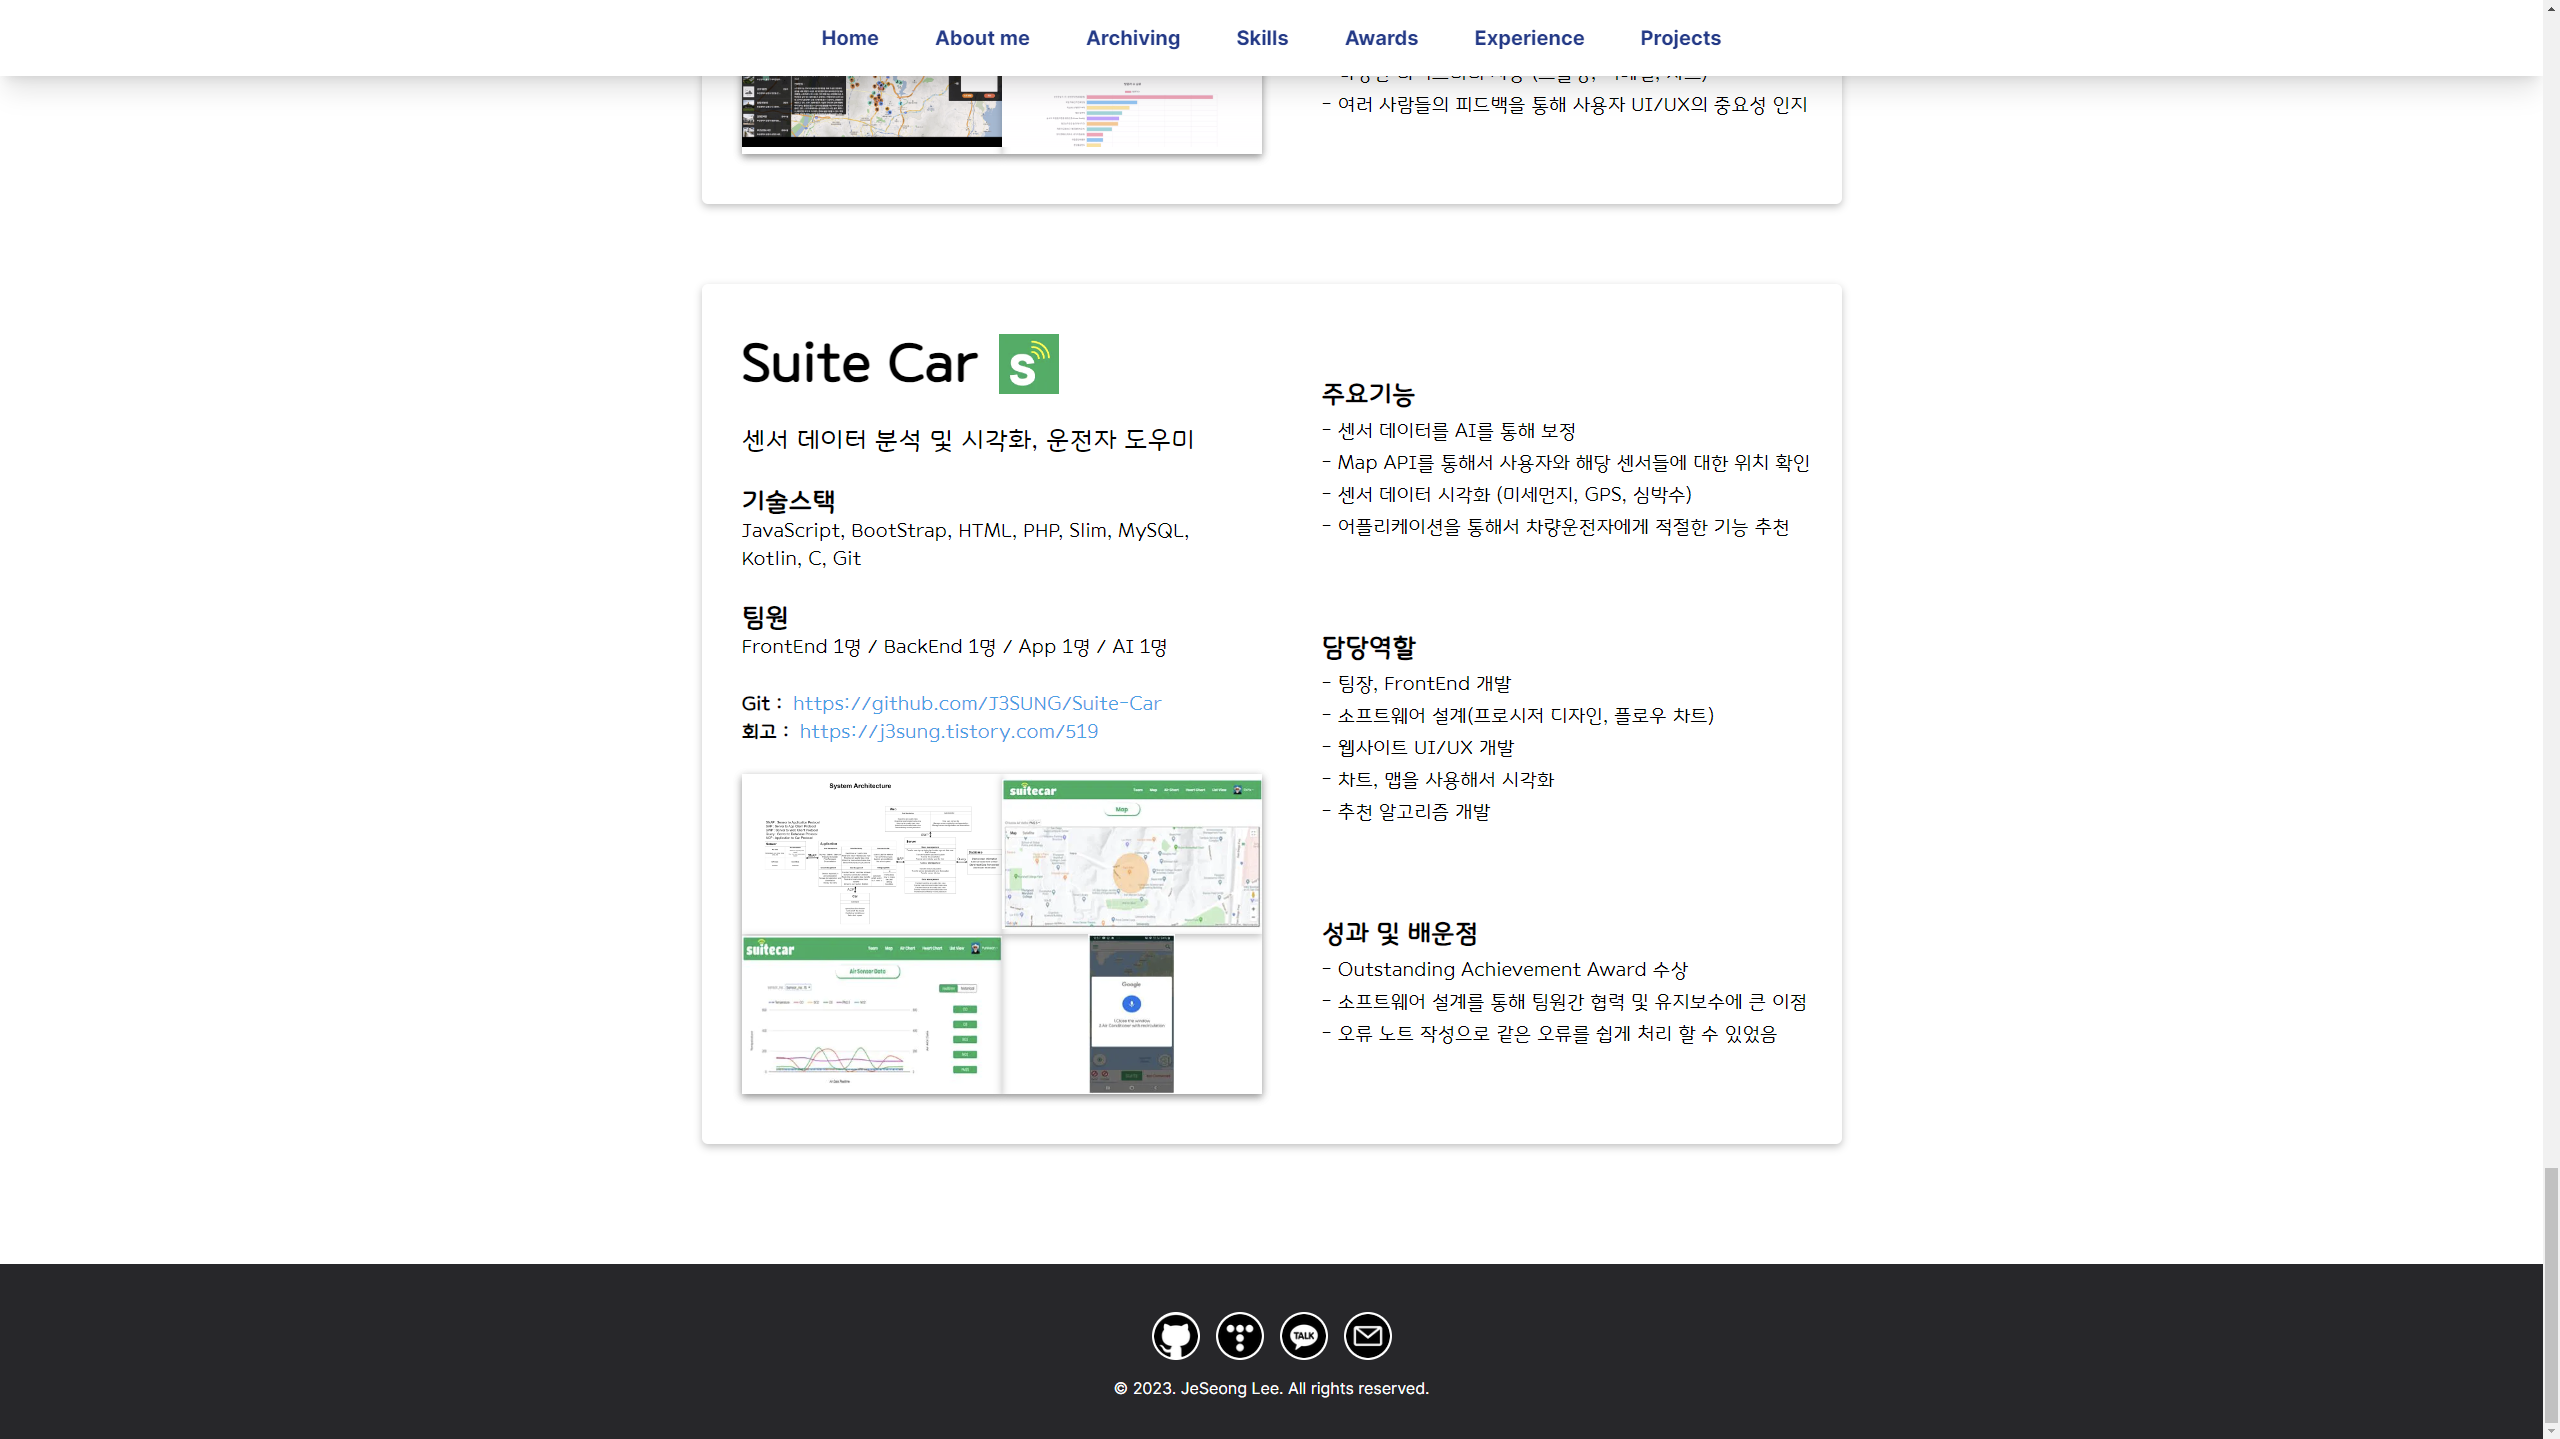 Home About me Archiving Skills Awards Experience Projects
- 여러 사람들의 피드백을 통해 사용자 UI/UX의 중요성 인지
Suite Car
S
센서 데이터 분석 및 시각화, 운전자 도우미
기술스택
JavaScript, BootStrap, HTML, PHP, Slim, MySQL,
Kotlin, C, Git
팀원
FrontEnd 1명 / BackEnd 1명 / App 1명 / AI 1명
Git : https://github.com/J3SUNG/Suite-Car
회고 : https://j3sung.tistory.com/519
System Architecture
suitecar
Map
suitecar
Air Sensor Data
Google
주요기능
- 센서 데이터를 AI를 통해 보정
- Map API를 통해서 사용자와 해당 센서들에 대한 위치 확인
- 센서 데이터 시각화 (미세먼지, GPS, 심박수)
- 어플리케이션을 통해서 차량운전자에게 적절한 기능 추천
담당역할
- 팀장, FrontEnd 개발
- 소프트웨어 설계(프로시저 디자인, 플로우 차트)
- 웹사이트 UI/UX 개발
- 차트, 맵을 사용해서 시각화
- 추천 알고리즘 개발
성과 및 배운점
- Outstanding Achievement Award 수상
- 소프트웨어 설계를 통해 팀원간 협력 및 유지보수에 큰 이점
- 오류 노트 작성으로 같은 오류를 쉽게 처리 할 수 있었음
TALK
© 2023. JeSeong Lee. All rights reserved.